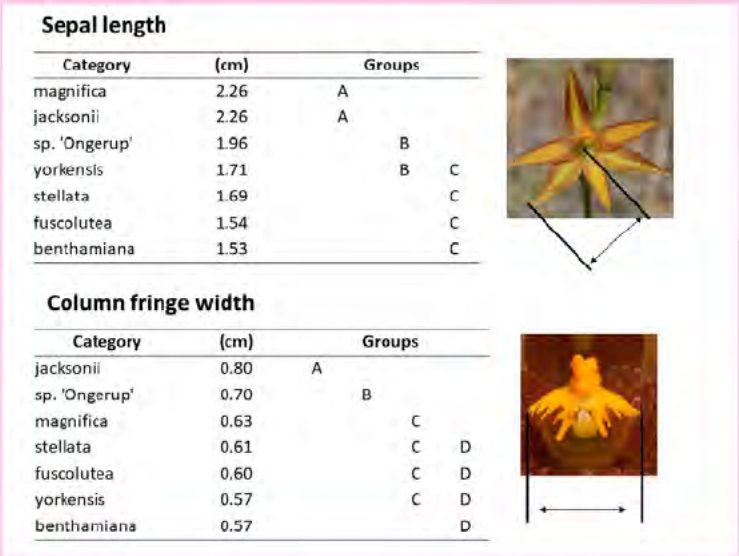 Sepal length
Category (cm) Groups
magnifica 2.26 A
jacksonii 2.26 A
sp. 'Ongerup' 1.96 B
yorkensis 1.71 B C
stellata 1.69 C
fuscolutea 1.54 C
benthamiana 1.53 C
Column fringe width
Category (cm) Groups
jacksonii 0.80 A
sp. 'Ongerup' 0.70 B
magnifica 0.63 C
stellata 0.61 C D
fuscolutea 0.60 C D
yorkensis 0.57 C D
benthamiana 0.57 D